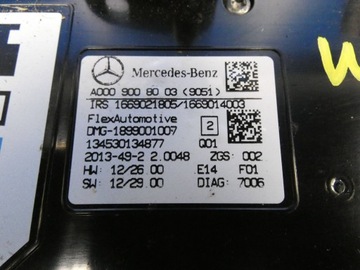 Mercedes-Benz
A000 900 80 03 (9051)
IRS 1669021805/1669014003
FlexAutomotive
DMG-1899001007 2
134530134877 Q01
2013-49-2 2.0048 ZGS: 002
HW: 12/26.00 E14 F01
SW: 12/29.00 DIAG: 7006